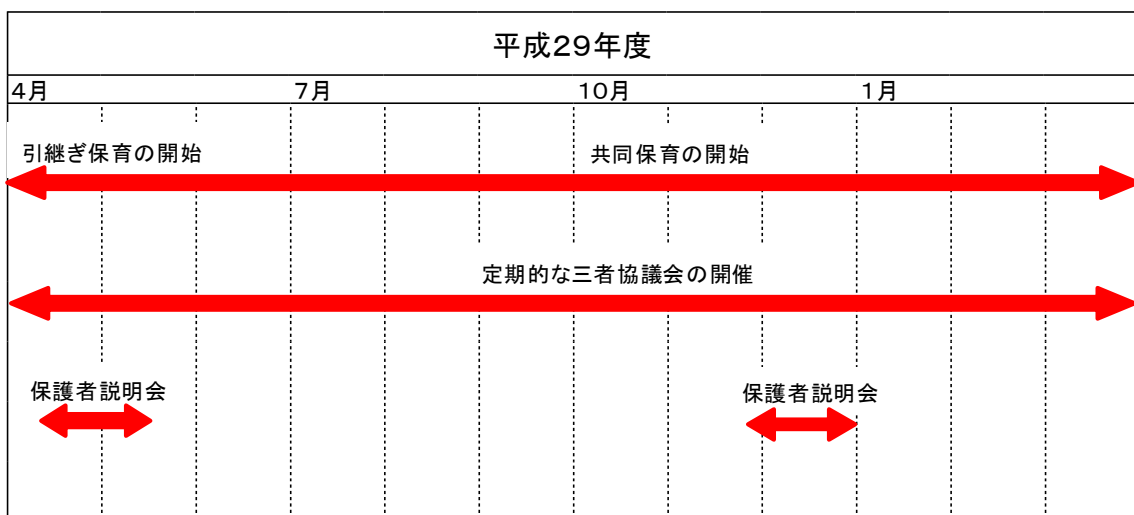 平成29年度
4月 7月 10月 1月
引継ぎ保育の開始 共同保育の開始
定期的な三者協議会の開催
保護者説明会 保護者説明会